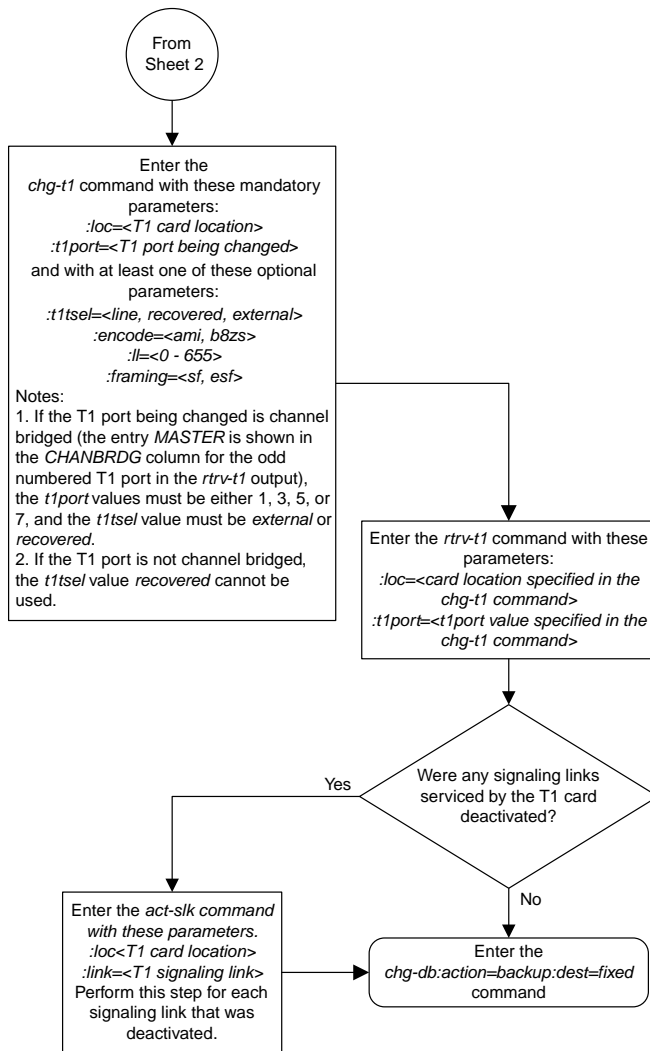 From
Sheet 2
Enter the
chg-t1 command with these mandatory
parameters:
:loc=<T1 card location>
:t1port=<T1 port being changed>
and with at least one of these optional
parameters:
:t1tsel=<line, recovered, external>
:encode=<ami, b8zs>
:ll=<0 - 655>
:framing=<sf, esf>
Notes:
1. If the T1 port being changed is channel
bridged (the entry MASTER is shown in
the CHANBRDG column for the odd
numbered T1 port in the rtrv-t1 output),
the t1port values must be either 1, 3, 5, or
7, and the t1tsel value must be external or
recovered.
2. If the T1 port is not channel bridged,
the t1tsel value recovered cannot be
used.
Enter the rtrv-t1 command with these
parameters:
:loc=<card location specified in the
chg-t1 command>
:t1port=<t1port value specified in the
chg-t1 command>
Were any signaling links
serviced by the T1 card
deactivated?
Yes
No
Enter the act-slk command
with these parameters.
:loc<T1 card location>
:link=<T1 signaling link>
Perform this step for each
signaling link that was
deactivated.
Enter the
chg-db:action=backup:dest=fixed
command